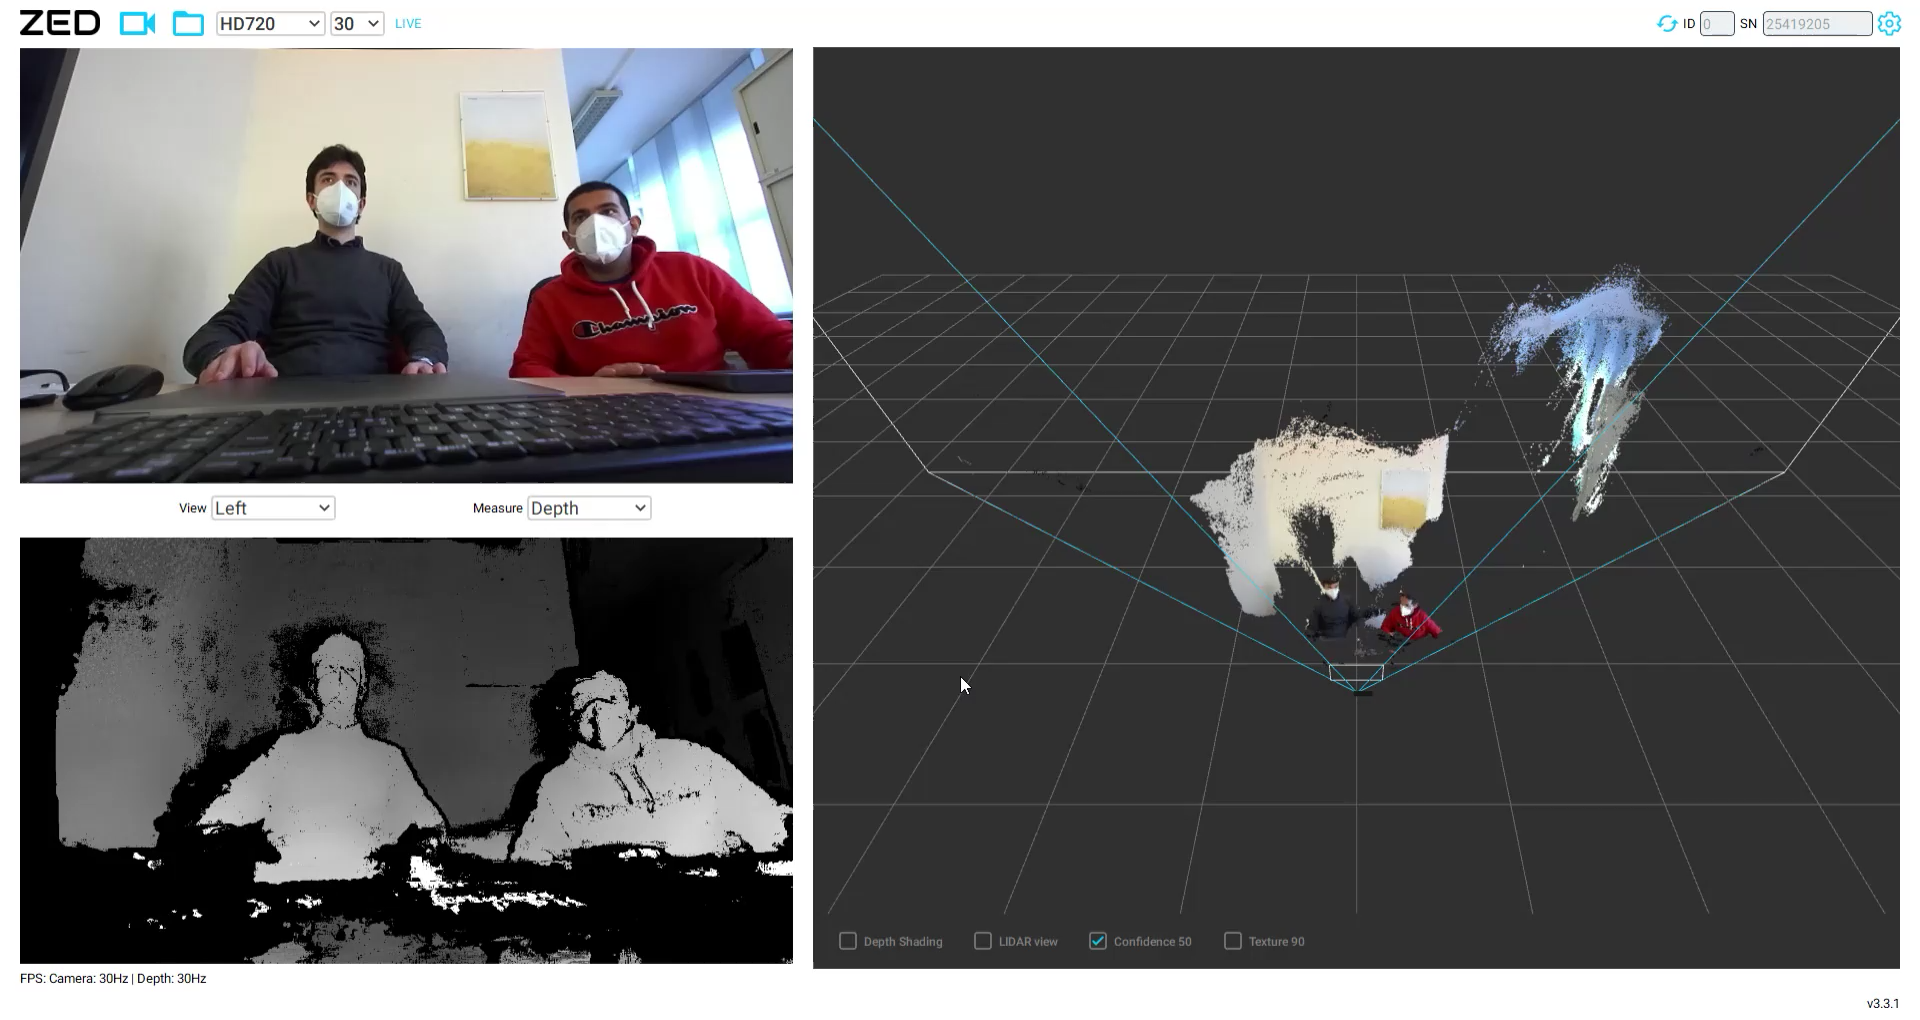 ZED HD720 30 LIVE ID 0 SN 25419205
Champion
View Left Measure Depth
Depth Shading LIDAR view Confidence 50 Texture 90
FPS: Camera: 30Hz | Depth: 30Hz
v3.3.1